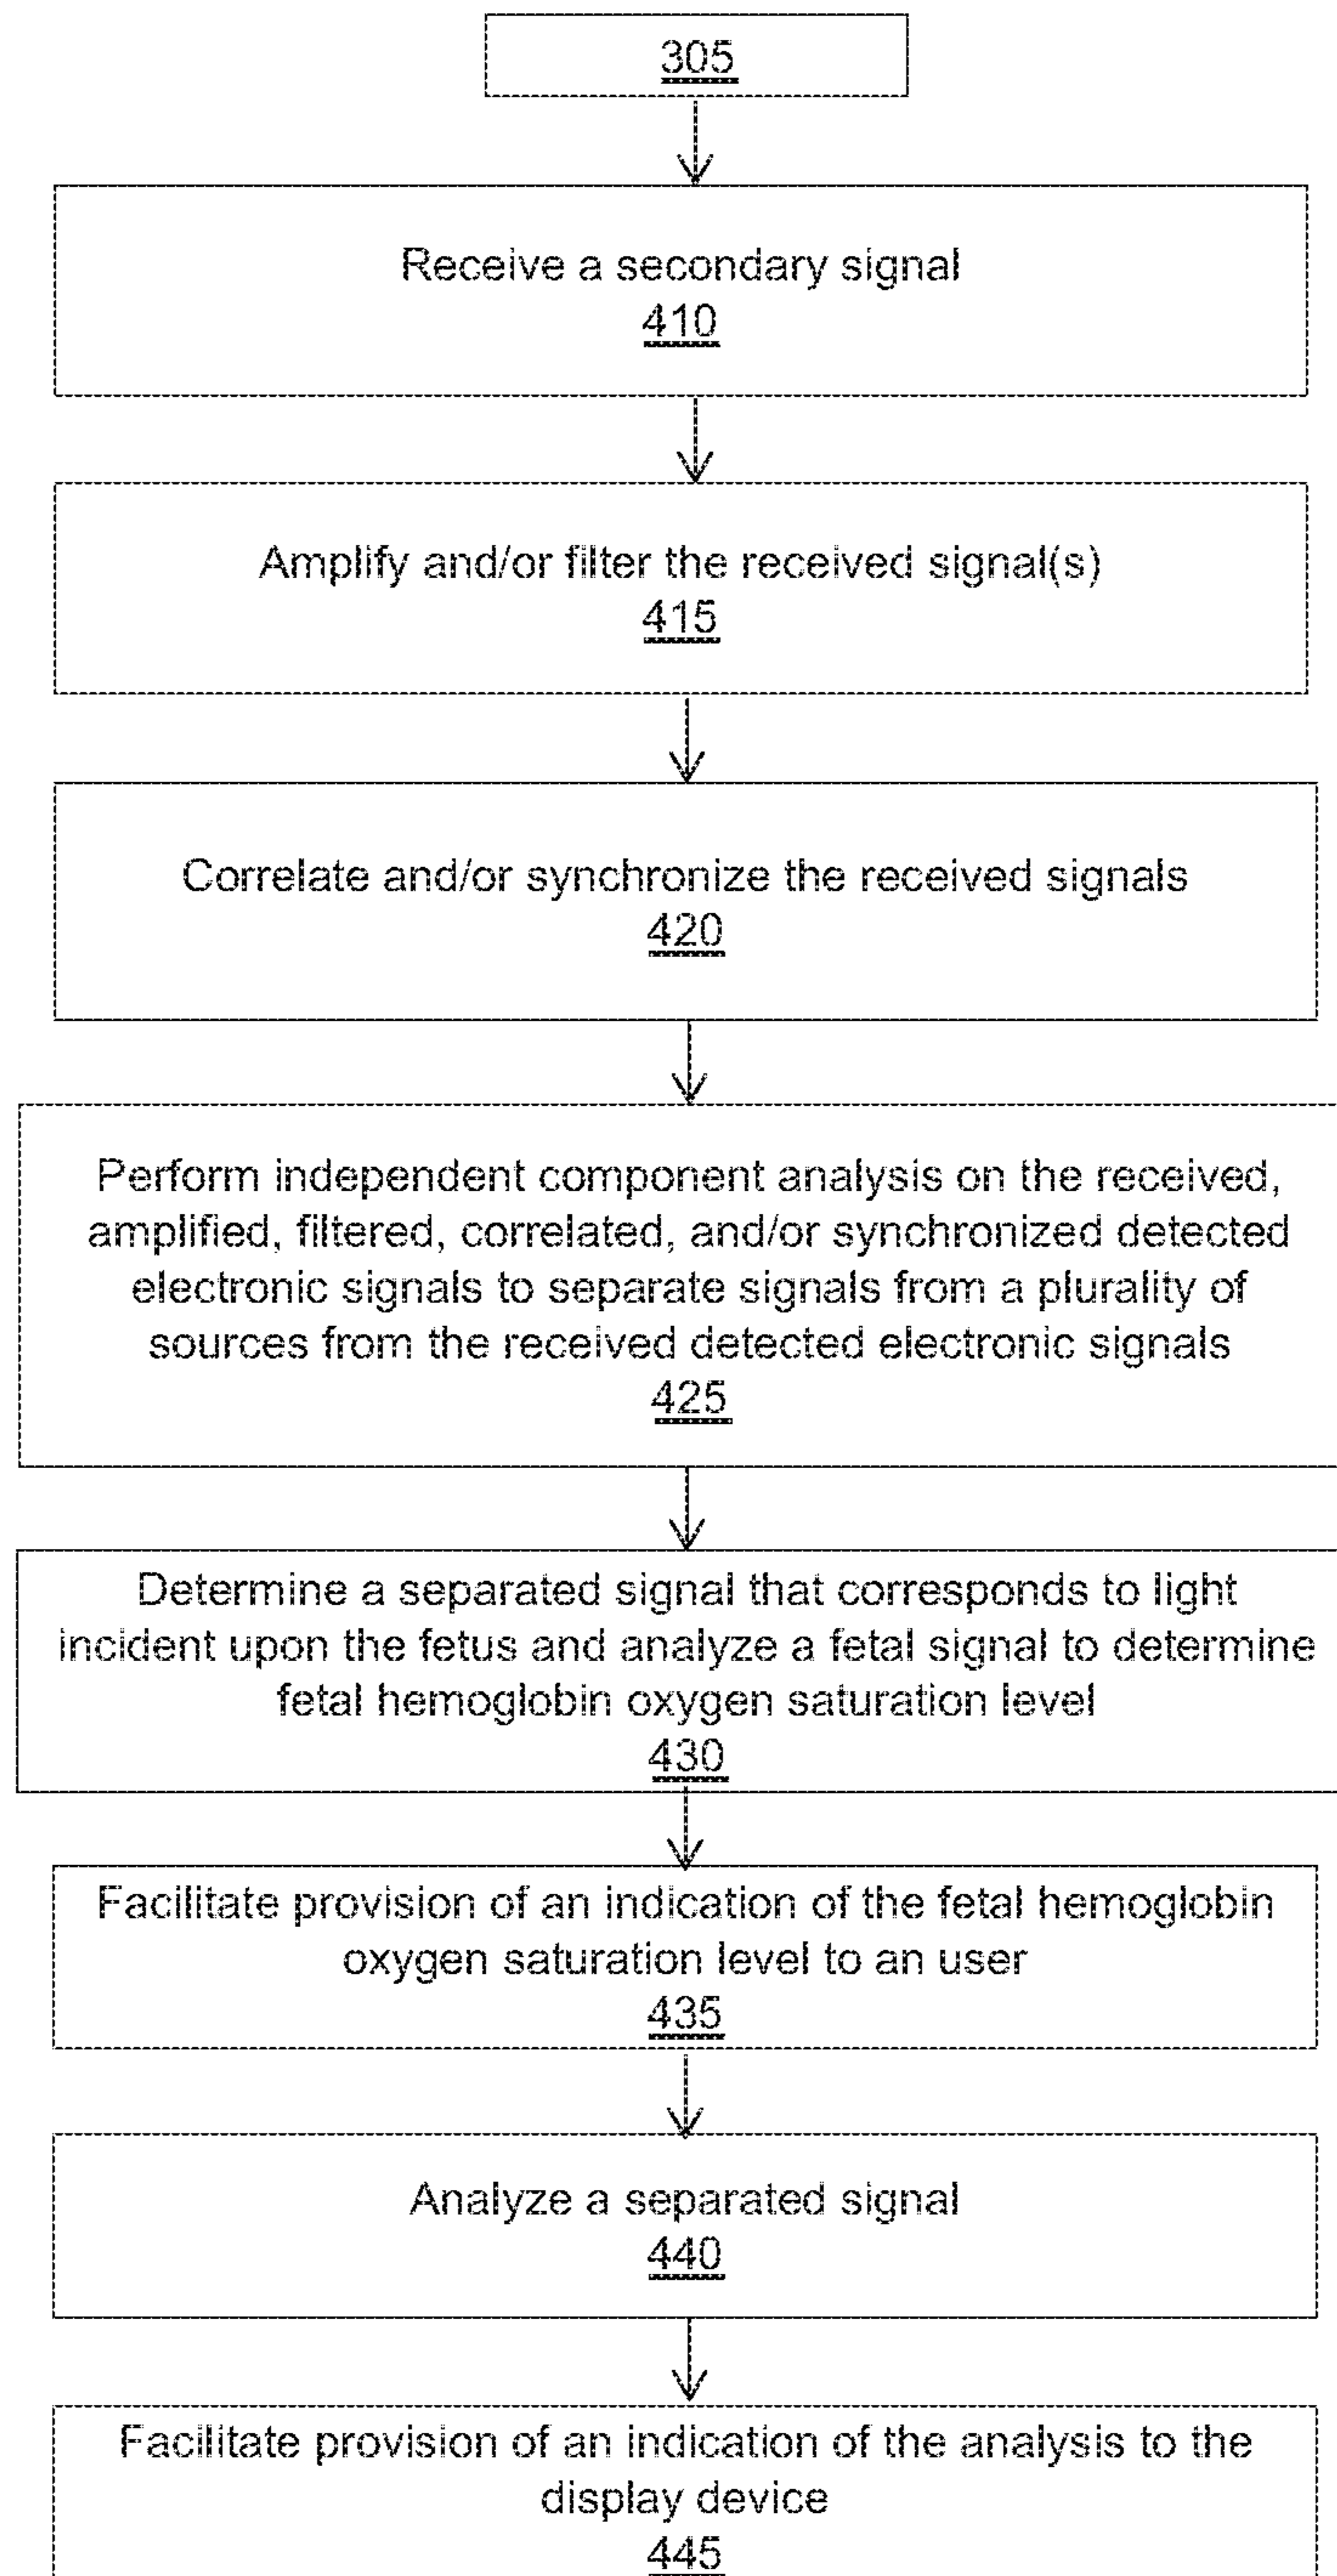 305
Receive a secondary signal
410
Amplify and/or filter the received signal(s)
415
Correlate and/or synchronize the received signals
420
Perform independent component analysis on the received,
amplified, filtered, correlated, and/or synchronized detected
electronic signals to separate signals from a plurality of
sources from the received detected electronic signals
425
Determine a separated signal that corresponds to light
incident upon the fetus and analyze a fetal signal to determine
fetal hemoglobin oxygen saturation level
430
Facilitate provision of an indication of the fetal hemoglobin
oxygen saturation level to an user
435
Analyze a separated signal
440
Facilitate provision of an indication of the analysis to the
display device
445